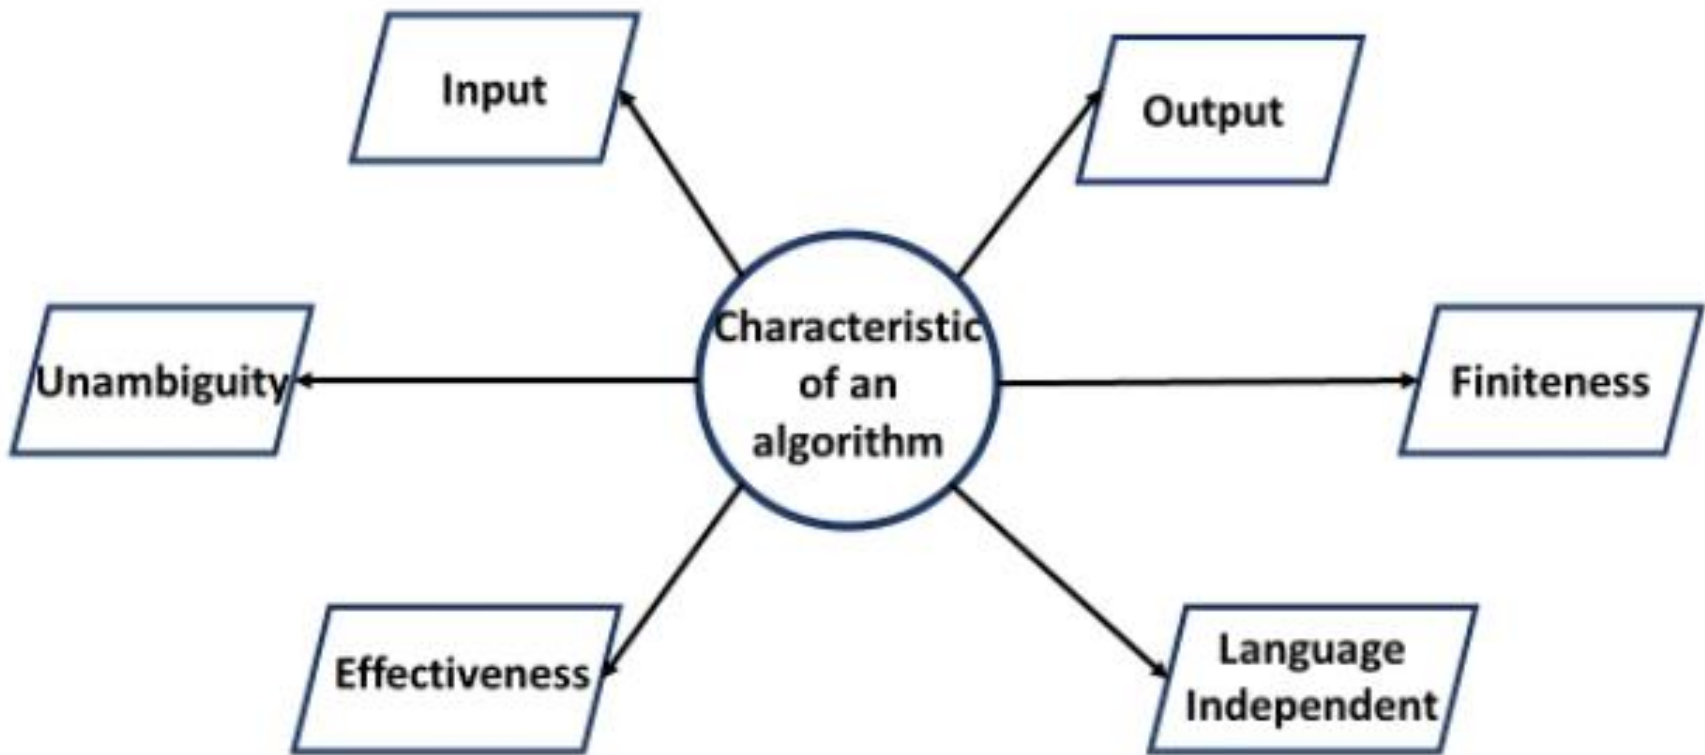 Input
Output
Characteristic
of an
algorithm
Unambiguity
Finiteness
Effectiveness
Language
Independent